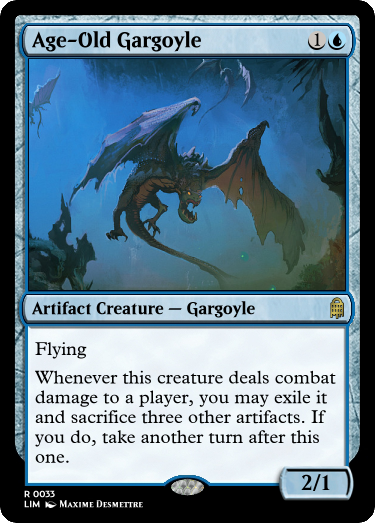 Age-Old Gargoyle 1
Artifact Creature — Gargoyle
Flying
Whenever this creature deals combat
damage to a player, you may exile it
and sacrifice three other artifacts. If
you do, take another turn after this
one.
2/1
R 0033
LIM Maxime Desmettre